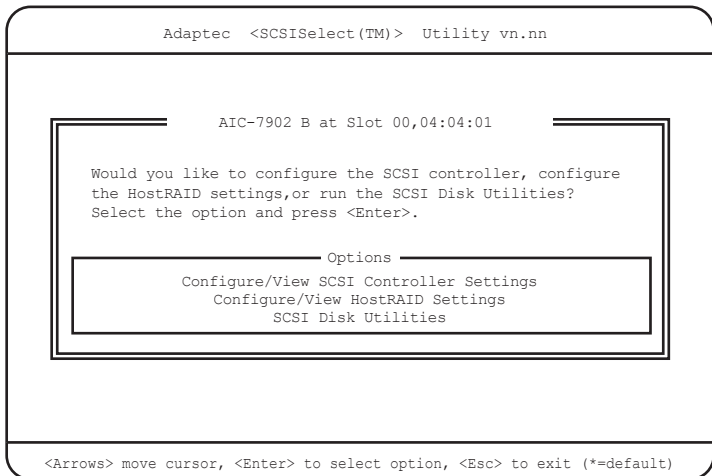 Adaptec <SCSISelect(TM)> Utility vn.nn
AIC-7902 B at Slot 00,04:04:01
Would you like to configure the SCSI controller, configure
the HostRAID settings,or run the SCSI Disk Utilities?
Select the option and press <Enter>.
Options
Configure/View SCSI Controller Settings
Configure/View HostRAID Settings
SCSI Disk Utilities
<Arrows> move cursor, <Enter> to select option, <Esc> to exit (*=default)